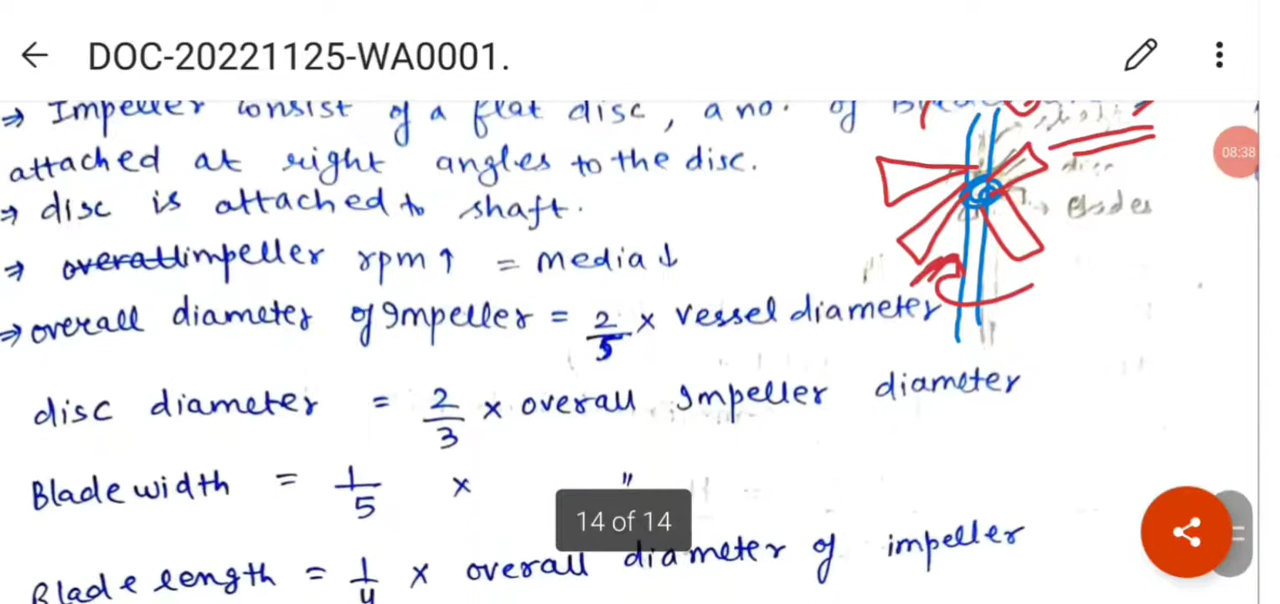 ← DOC-20221125-WA0001.
08:38
⇒ Impeller consist of a flat disc, a no. of
attached at right angles to the disc.
⇒ disc is attached to shaft.
⇒ overall impeller rpm ↑ = media ↓
⇒ overall diameter of Impeller = 2/5 × vessel diameter
disc
Blades
disc diameter = 2/3 × overall Impeller diameter
Blade width = 1/5 × "
14 of 14
Blade length = 1/4 × overall diameter of impeller